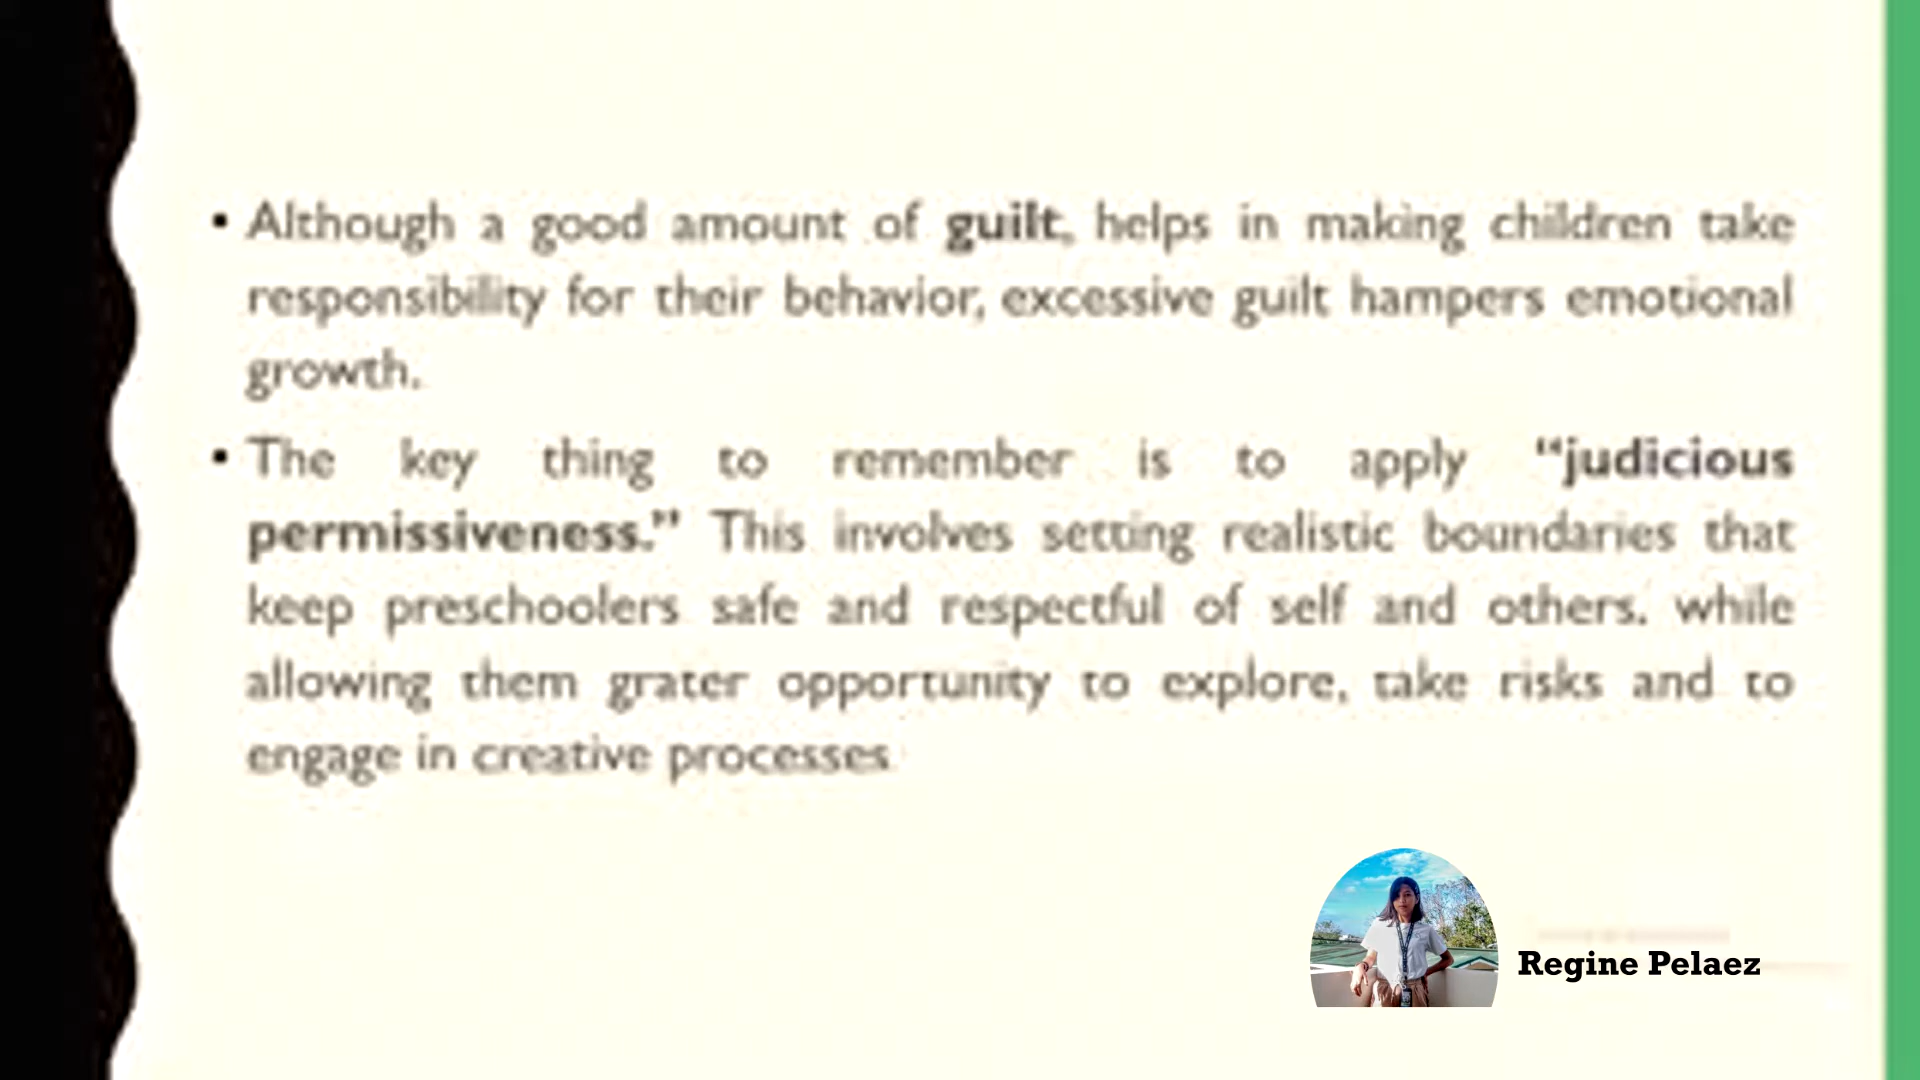 • Although a good amount of guilt, helps in making children take
responsibility for their behavior, excessive guilt hampers emotional
growth.
• The key thing to remember is to apply “judicious
permissiveness.” This involves setting realistic boundaries that
keep preschoolers safe and respectful of self and others. while
allowing them grater opportunity to explore, take risks and to
engage in creative processes
Regine Pelaez